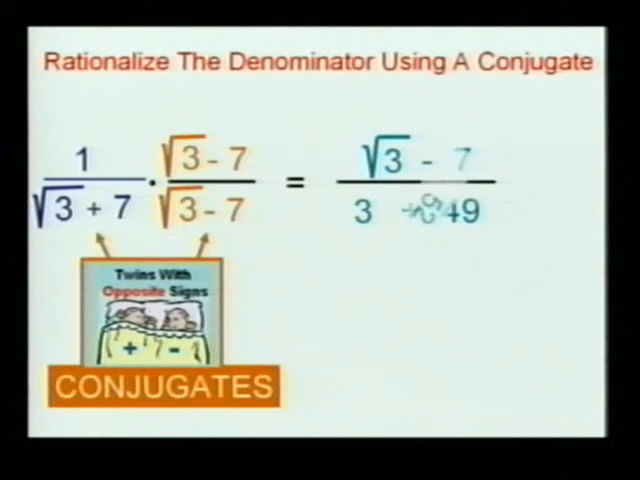 Rationalize The Denominator Using A Conjugate
1 / √3 + 7 · √3 - 7 / √3 - 7 = √3 - 7 / 3 49
Twins With
Opposite Signs
+ -
CONJUGATES